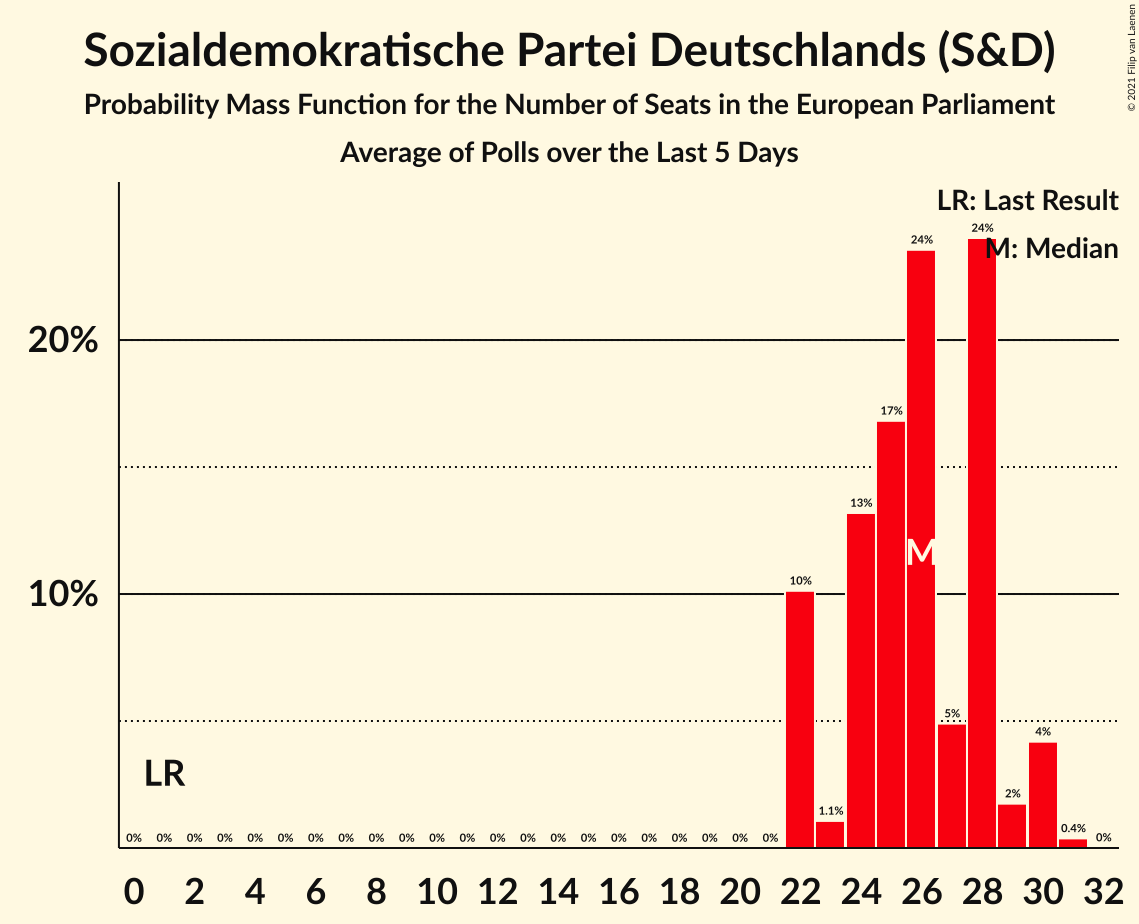 Sozialdemokratische Partei Deutschlands (S&D)
Probability Mass Function for the Number of Seats in the European Parliament
Average of Polls over the Last 5 Days
© 2021 Filip van Laenen
LR: Last Result
M: Median
24% 24%
20%
17%
13%
M
10%
10%
5%
4%
LR
2%
1.1%
0.4%
0% 0% 0% 0% 0% 0% 0% 0% 0% 0% 0% 0% 0% 0% 0% 0% 0% 0% 0% 0% 0% 0% 0%
0 2 4 6 8 10 12 14 16 18 20 22 24 26 28 30 32